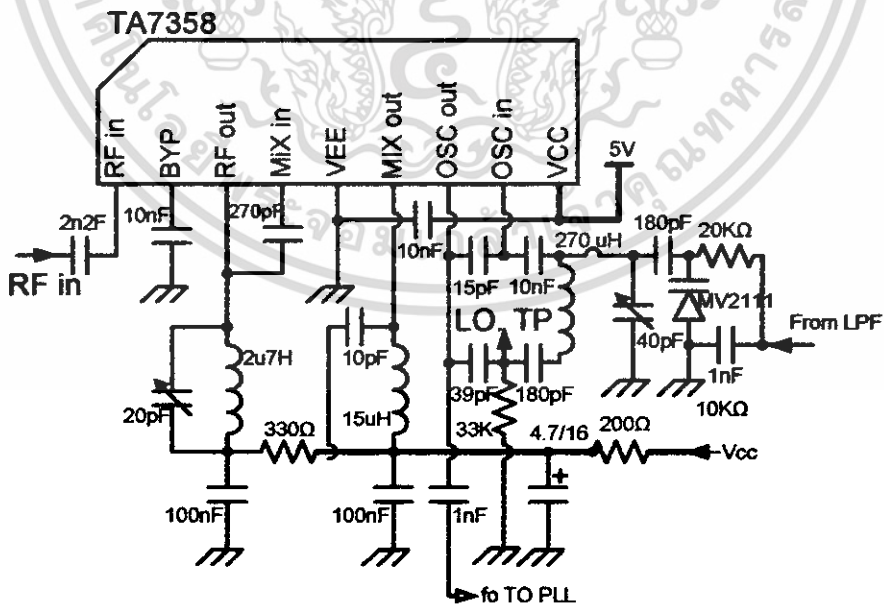 TA7358
RF in
BYP
RF out
MiX in
VEE
MIX out
OSC out
OSC in
VCC
5V
2n2F
10nF
270pF
10nF
15pF
10nF
270 uH
180pF
20KΩ
RF in
MV2111
From LPF
LO. TP
40pF
1nF
2u7H
10pF
39pF
180pF
10KΩ
20pF
15uH
330Ω
33K
4.7/16
200Ω
Vcc
+
100nF
100nF
1nF
fo TO PLL